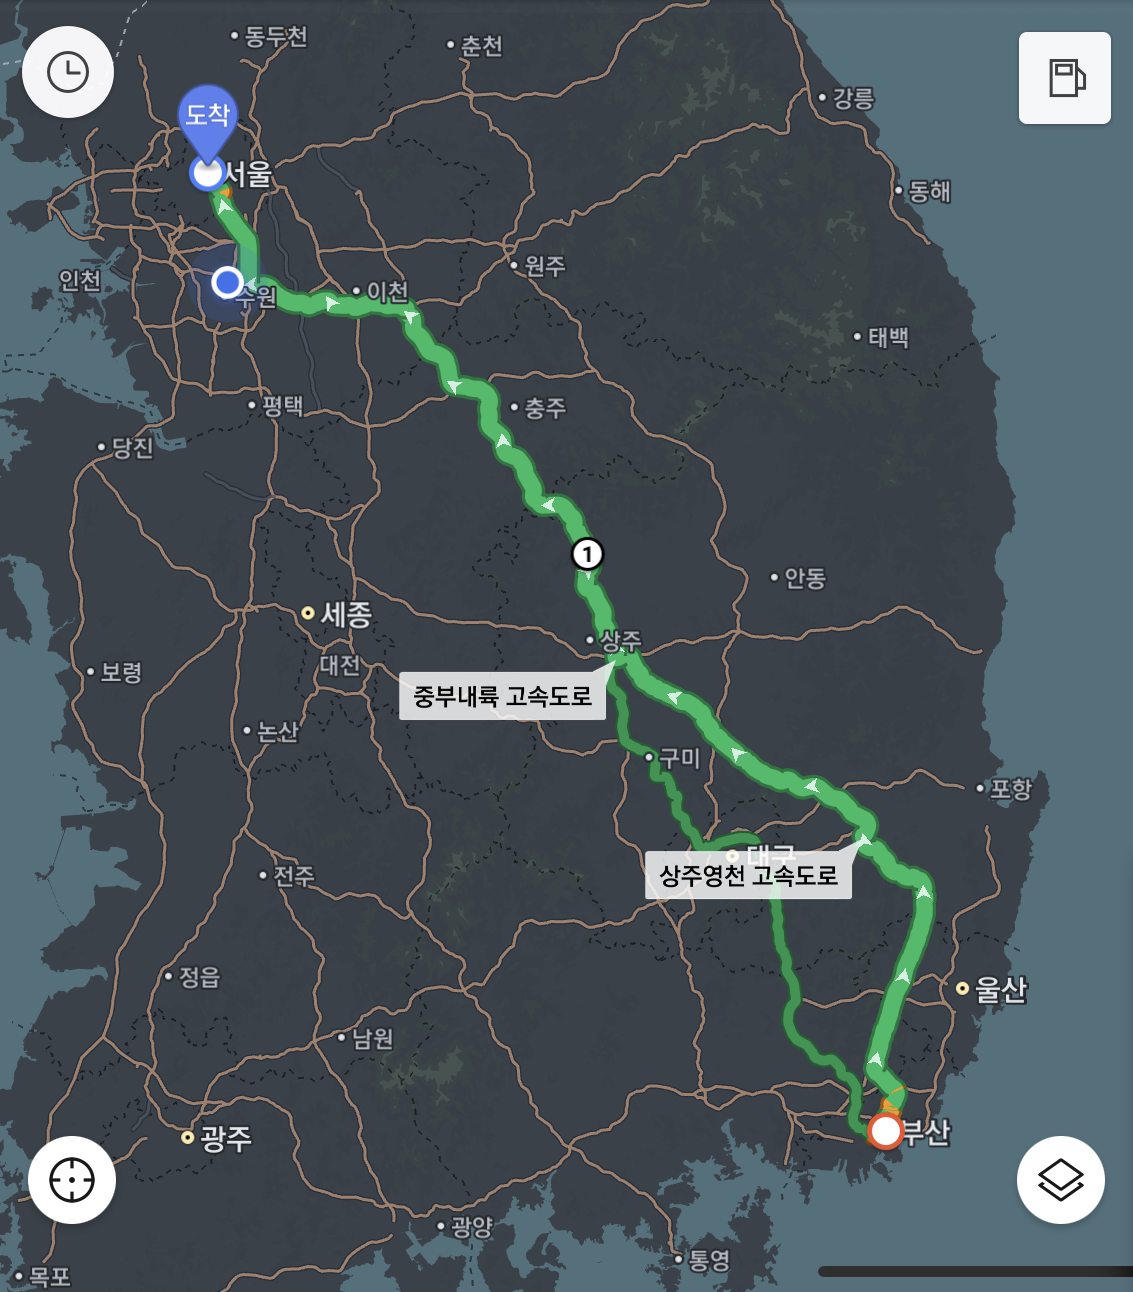 동두천
춘천
강릉
도착
서울
동해
인천
원주
수원
이천
태백
평택
충주
당진
1
안동
세종
상주
대전
보령
중부내륙 고속도로
논산
구미
포항
대구
전주
상주영천 고속도로
정읍
울산
남원
부산
광주
광양
통영
목포